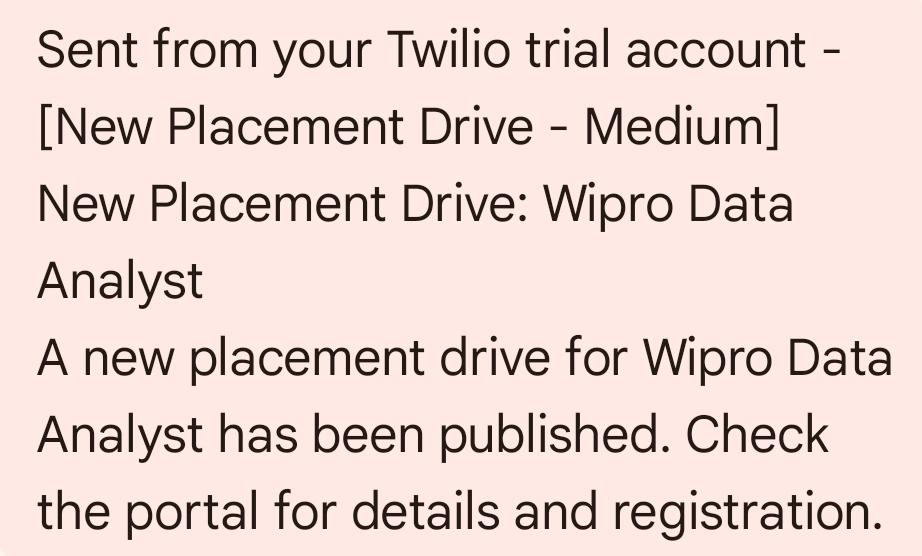 Sent from your Twilio trial account -
[New Placement Drive - Medium]
New Placement Drive: Wipro Data
Analyst
A new placement drive for Wipro Data
Analyst has been published. Check
the portal for details and registration.